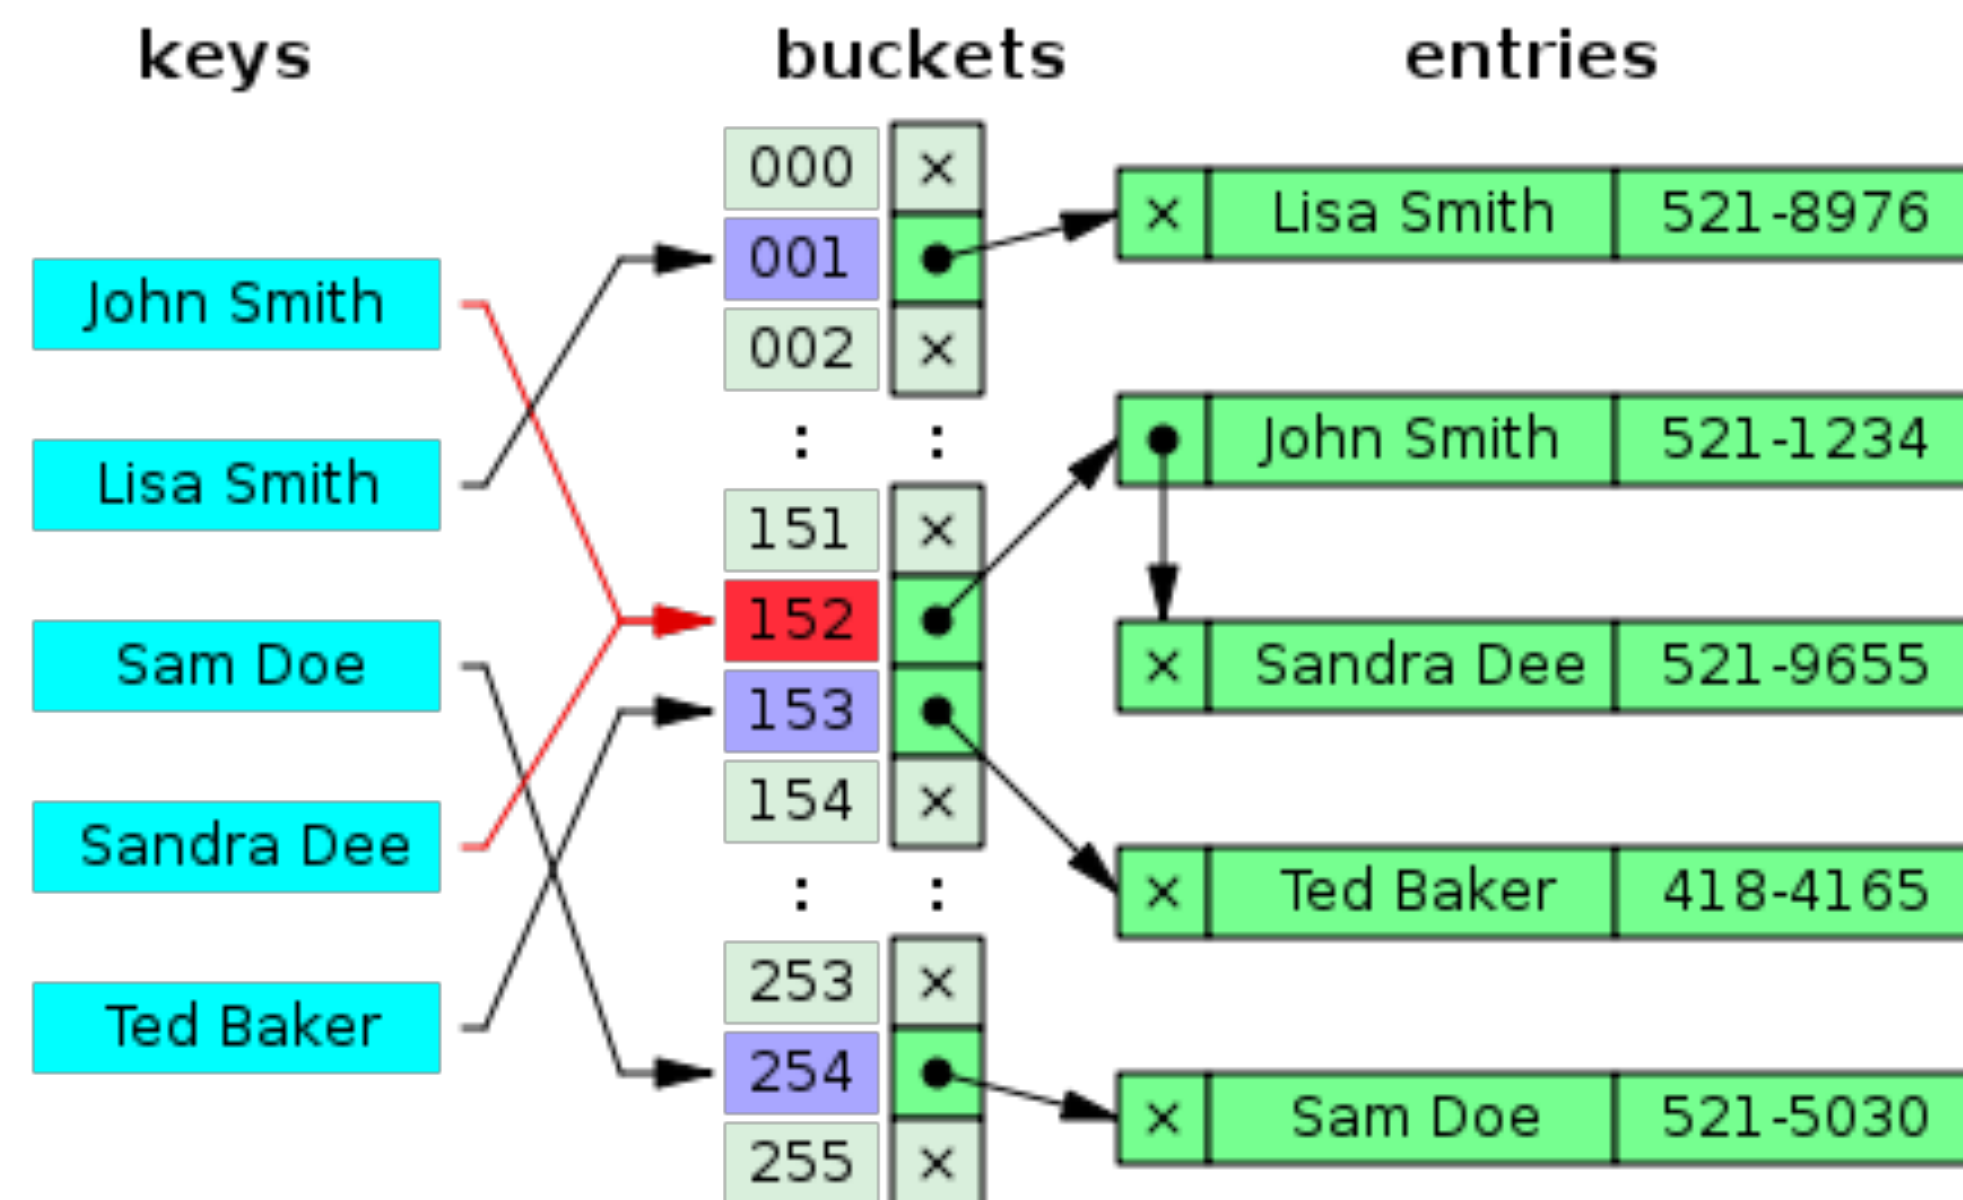 keys buckets entries
000 ×
× Lisa Smith 521-8976
001
John Smith
002 ×
: :
× John Smith 521-1234
Lisa Smith
151 ×
152
Sam Doe
× Sandra Dee 521-9655
153
154 ×
Sandra Dee
: :
× Ted Baker 418-4165
253 ×
Ted Baker
254
× Sam Doe 521-5030
255 ×